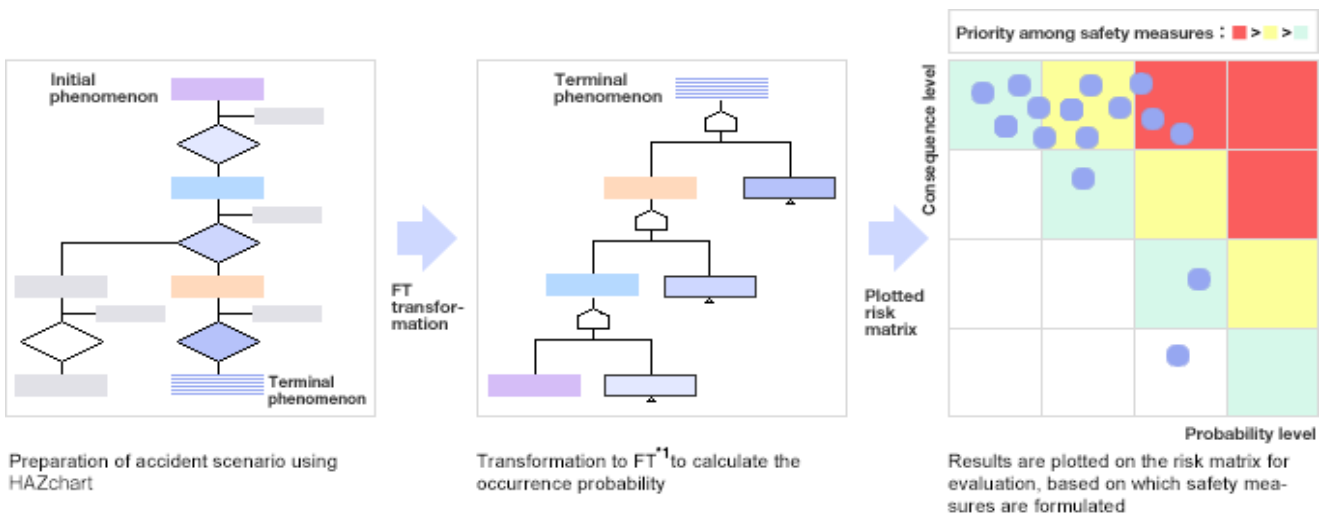 Priority among safety measures : > >
Initial
phenomenon
Terminal
phenomenon
FT
transfor-
mation
Terminal
phenomenon
Plotted
risk
matrix
Consequence level
Probability level
Preparation of accident scenario using
HAZchart
Transformation to FT*1 to calculate the
occurrence probability
Results are plotted on the risk matrix for
evaluation, based on which safety mea-
sures are formulated